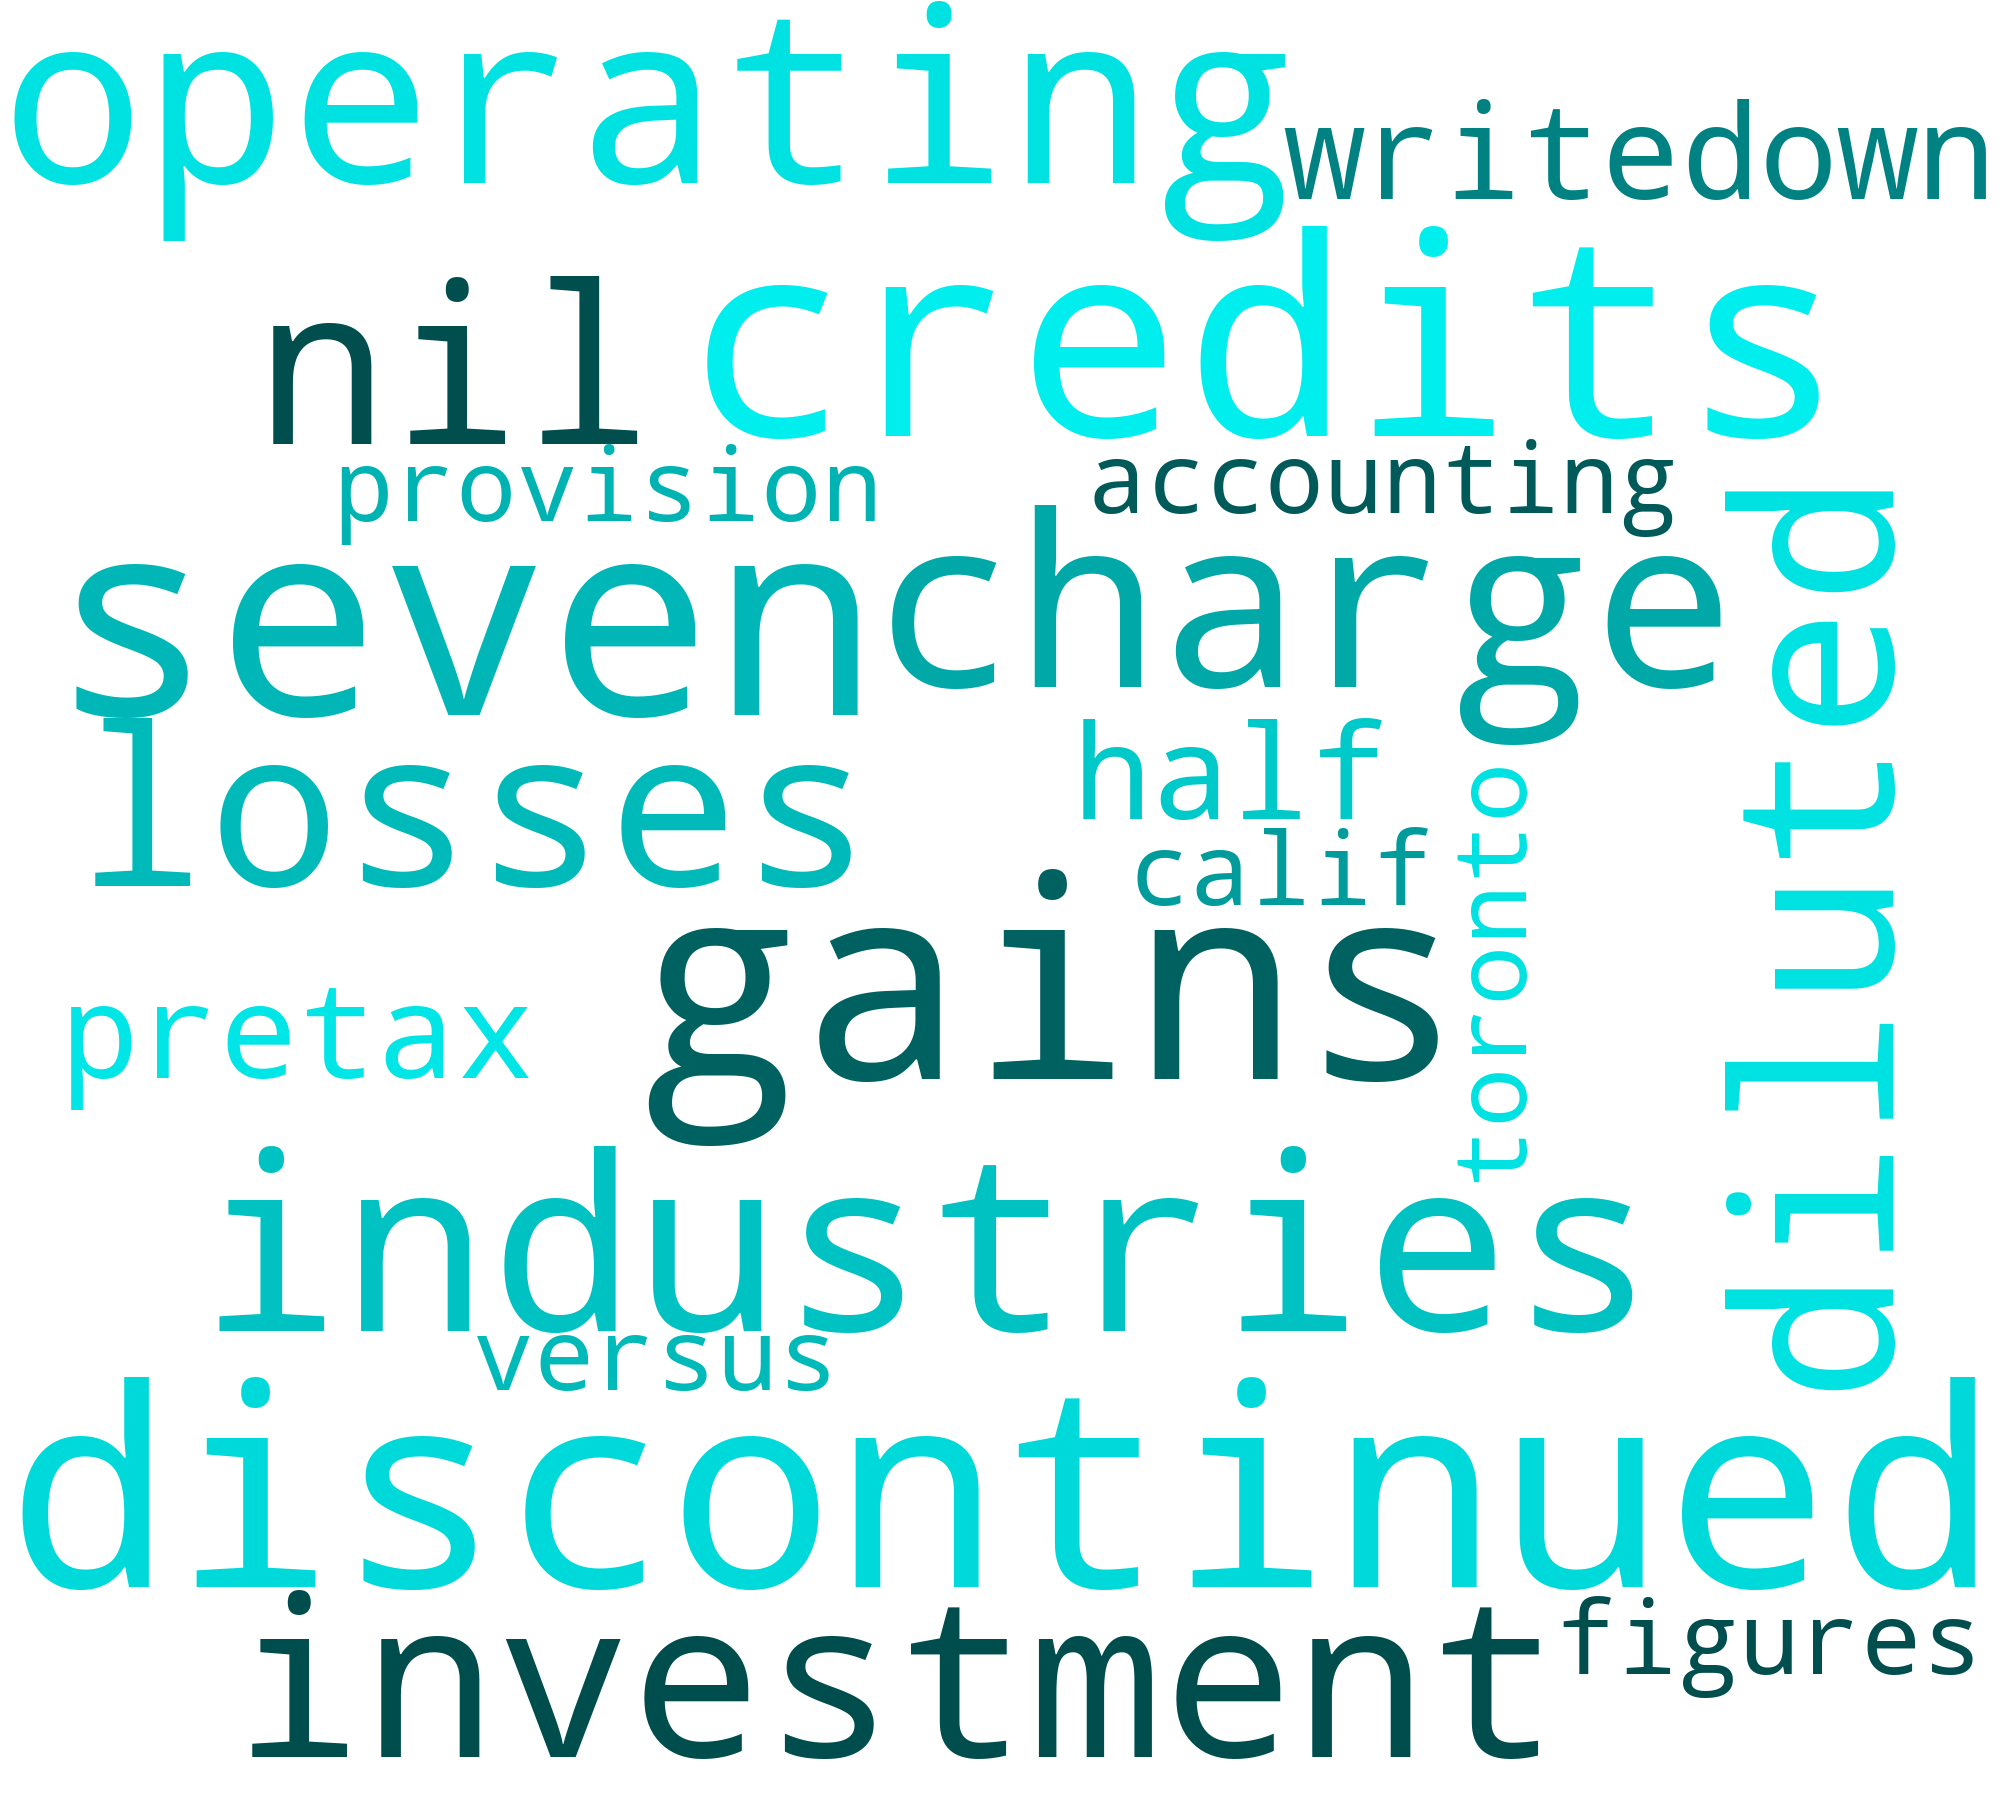 operating
writedown
nil
credits
provision
accounting
seven
charge
diluted
losses
half
toronto
calif
gains
pretax
industries
versus
discontinued
investment
figures